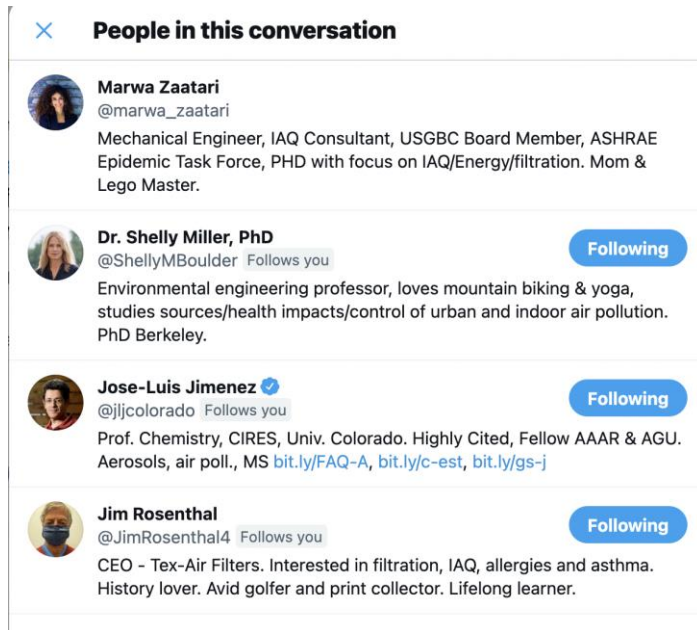 People in this conversation
Marwa Zaatari
@marwa_zaatari
Mechanical Engineer, IAQ Consultant, USGBC Board Member, ASHRAE
Epidemic Task Force, PHD with focus on IAQ/Energy/filtration. Mom &
Lego Master.
Dr. Shelly Miller, PhD
Following
@ShellyMBoulder Follows you
Environmental engineering professor, loves mountain biking & yoga,
studies sources/health impacts/control of urban and indoor air pollution.
PhD Berkeley.
Jose-Luis Jimenez
Following
@jljcolorado Follows you
Prof. Chemistry, CIRES, Univ. Colorado. Highly Cited, Fellow AAAR & AGU.
Aerosols, air poll., MS bit.ly/FAQ-A, bit.ly/c-est, bit.ly/gs-j
Jim Rosenthal
Following
@JimRosenthal4 Follows you
CEO - Tex-Air Filters. Interested in filtration, IAQ, allergies and asthma.
History lover. Avid golfer and print collector. Lifelong learner.